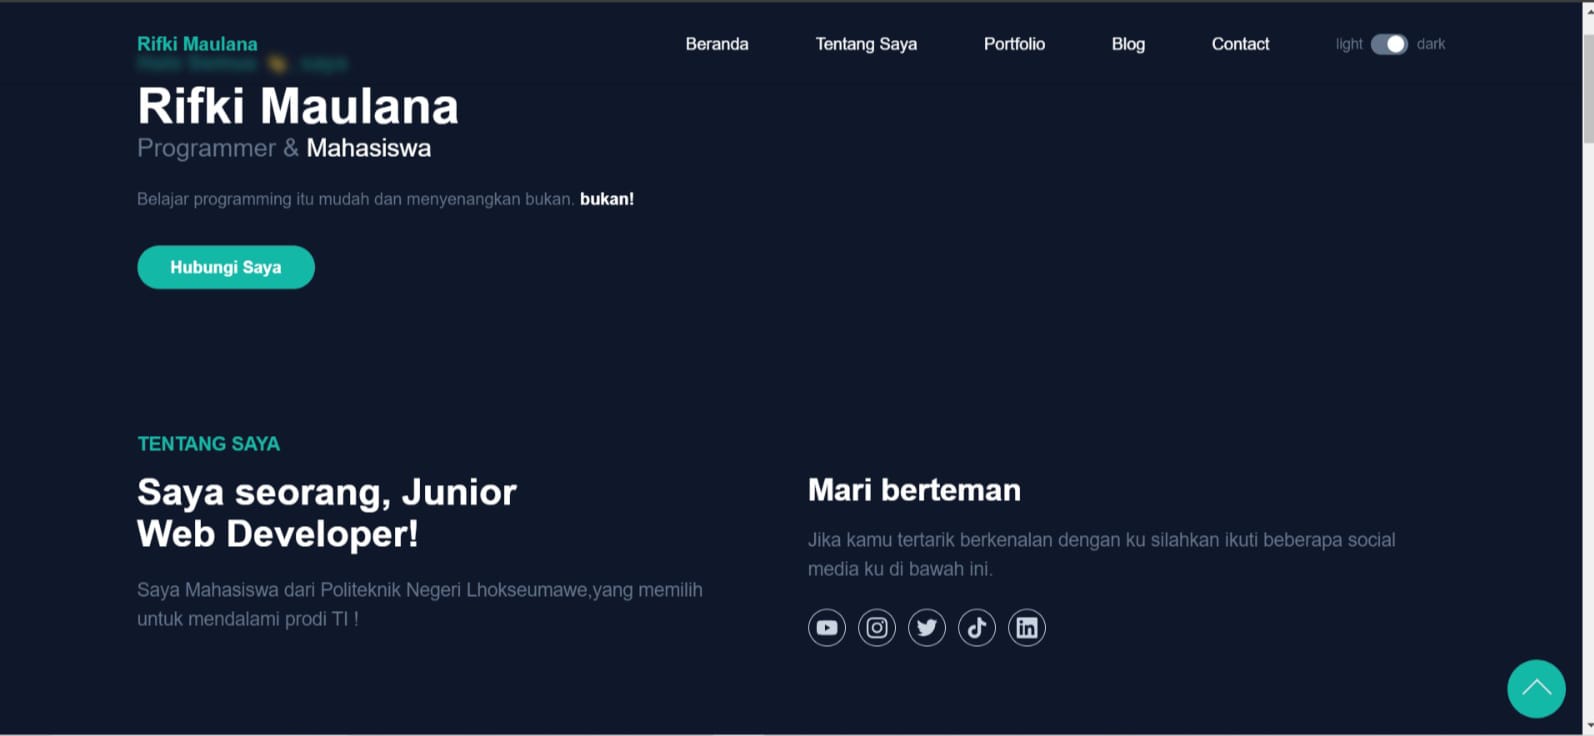 Rifki Maulana
Beranda
Tentang Saya
Portfolio
Blog
Contact
light
dark
Rifki Maulana
Programmer & Mahasiswa
Belajar programming itu mudah dan menyenangkan bukan. bukan!
Hubungi Saya
TENTANG SAYA
Saya seorang, Junior
Web Developer!
Saya Mahasiswa dari Politeknik Negeri Lhokseumawe,yang memilih
untuk mendalami prodi TI !
Mari berteman
Jika kamu tertarik berkenalan dengan ku silahkan ikuti beberapa social
media ku di bawah ini.
in